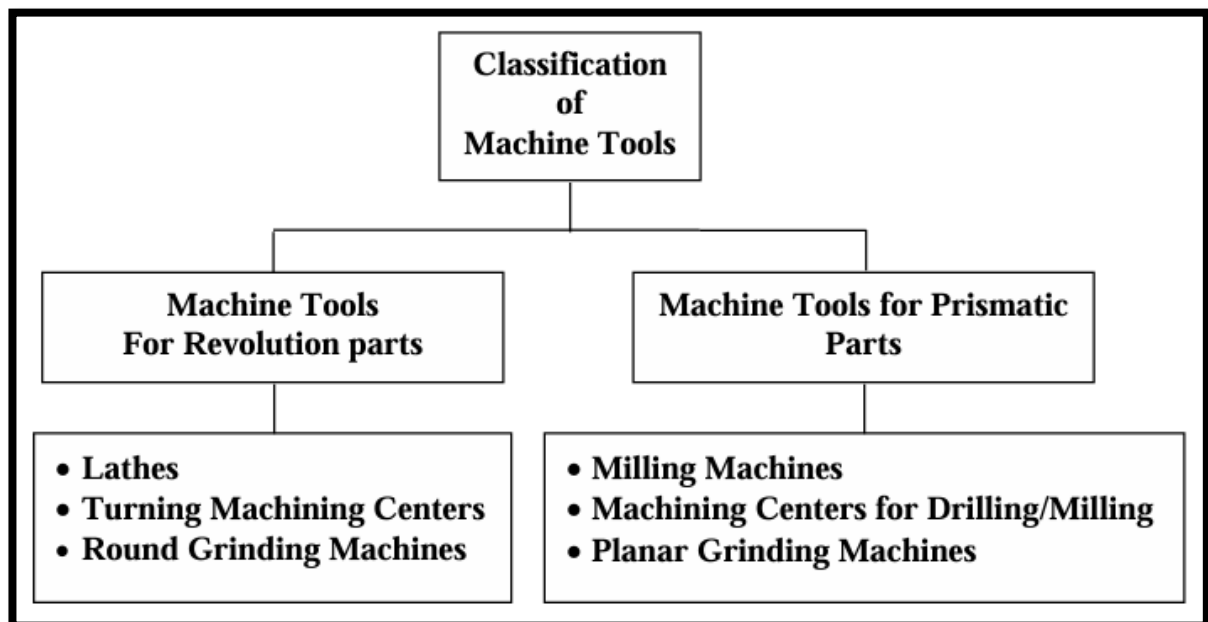 Classification
of
Machine Tools
Machine Tools
For Revolution parts
Machine Tools for Prismatic
Parts
• Lathes
• Turning Machining Centers
• Round Grinding Machines
• Milling Machines
• Machining Centers for Drilling/Milling
• Planar Grinding Machines